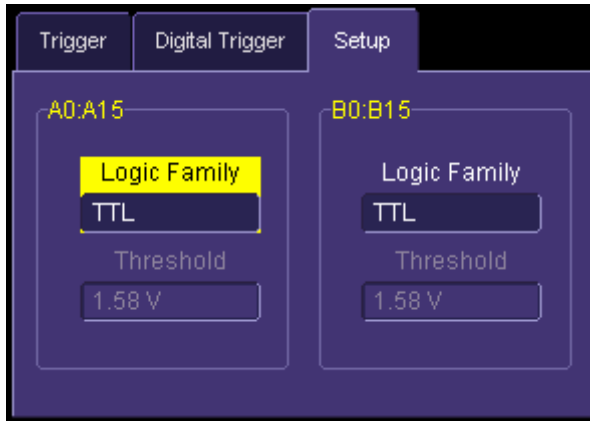 Trigger
Digital Trigger
Setup
A0:A15
Logic Family
TTL
Threshold
1.58 V
B0:B15
Logic Family
TTL
Threshold
1.58 V